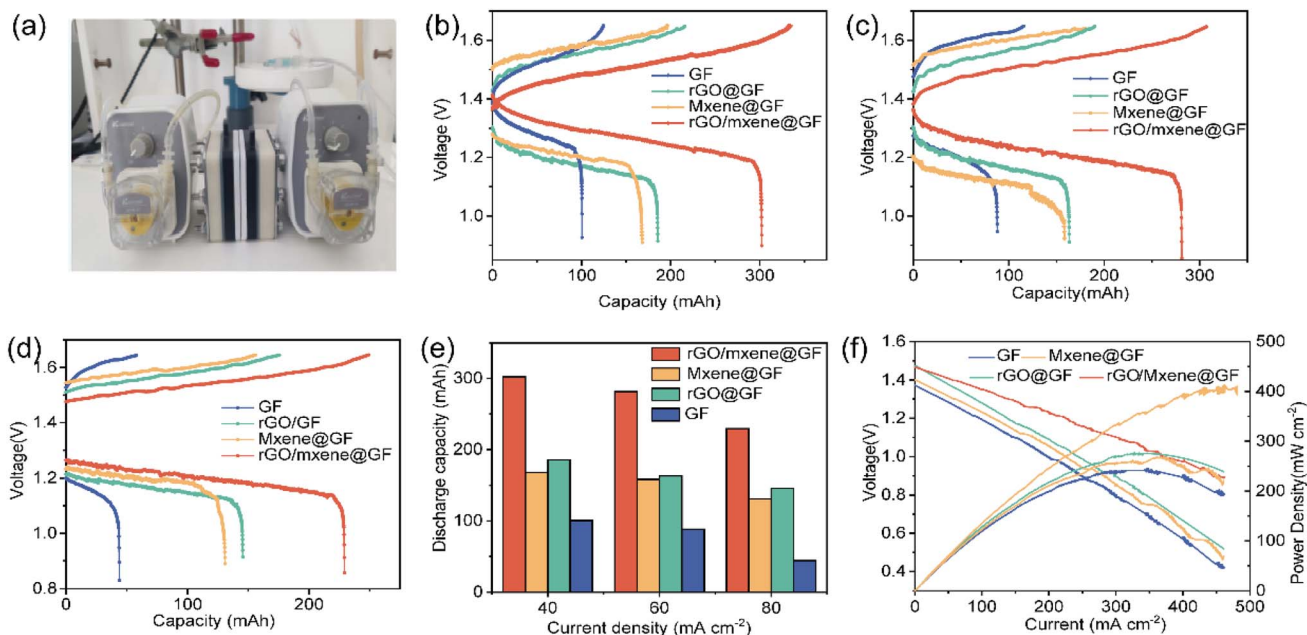 (a)
(b)
1.6
1.4
1.2
1.0
Voltage (V)
GF
rGO@GF
Mxene@GF
rGO/mxene@GF
0 100 200 300
Capacity (mAh)
(c)
1.6
1.4
1.2
1.0
Voltage(V)
GF
rGO@GF
Mxene@GF
rGO/mxene@GF
0 100 200 300
Capacity(mAh)
(d)
1.6
1.4
1.2
1.0
0.8
Voltage(V)
GF
rGO/GF
Mxene@GF
rGO/mxene@GF
0 100 200
Capacity (mAh)
(e)
300
200
100
0
Discharge capacity (mAh)
rGO/mxene@GF
Mxene@GF
rGO@GF
GF
40 60 80
Current density (mA cm⁻²)
(f)
1.6
1.4
1.2
1.0
0.8
0.6
0.4
Voltage(V)
GF Mxene@GF
rGO@GF rGO/Mxene@GF
500
450
400
350
300
250
200
150
100
50
0
Power Density(mW cm⁻²)
0 100 200 300 400 500
Current (mA cm⁻²)